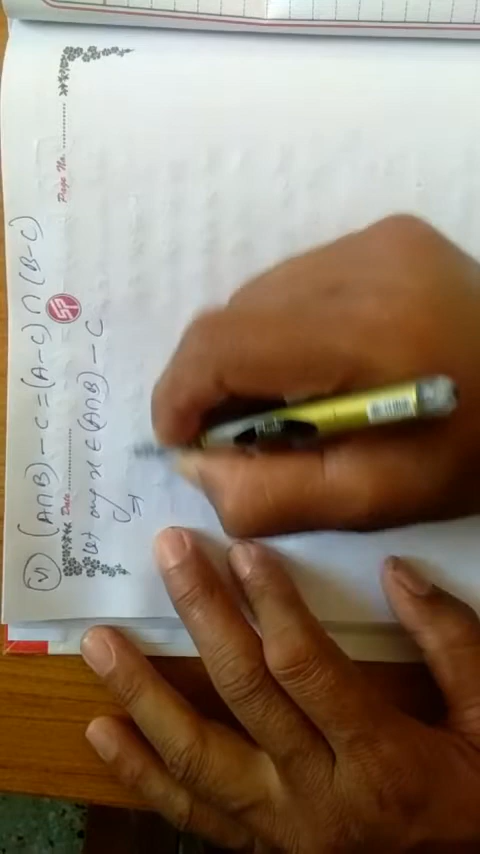 Page No.
Date
(vi) (A∩B) - C = (A-C) ∩ (B-C)
Let any x ∈ (A∩B) - C
⇒